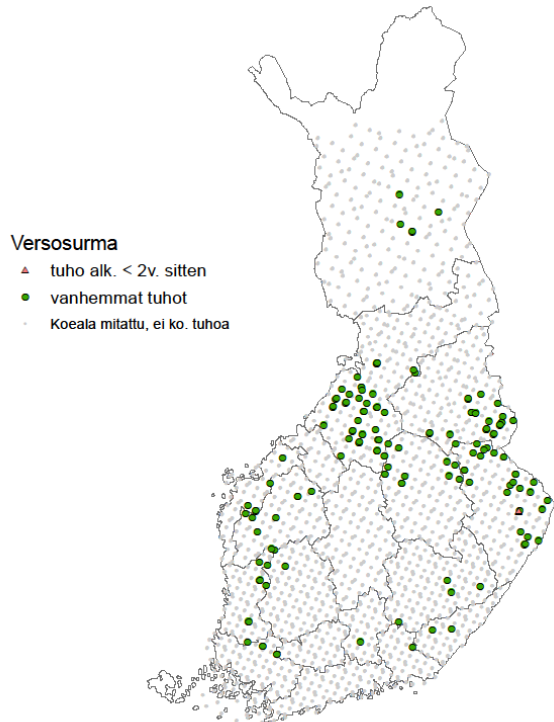 Versosurma
tuho alk. < 2v. sitten
vanhemmat tuhot
Koeala mitattu, ei ko. tuhoa